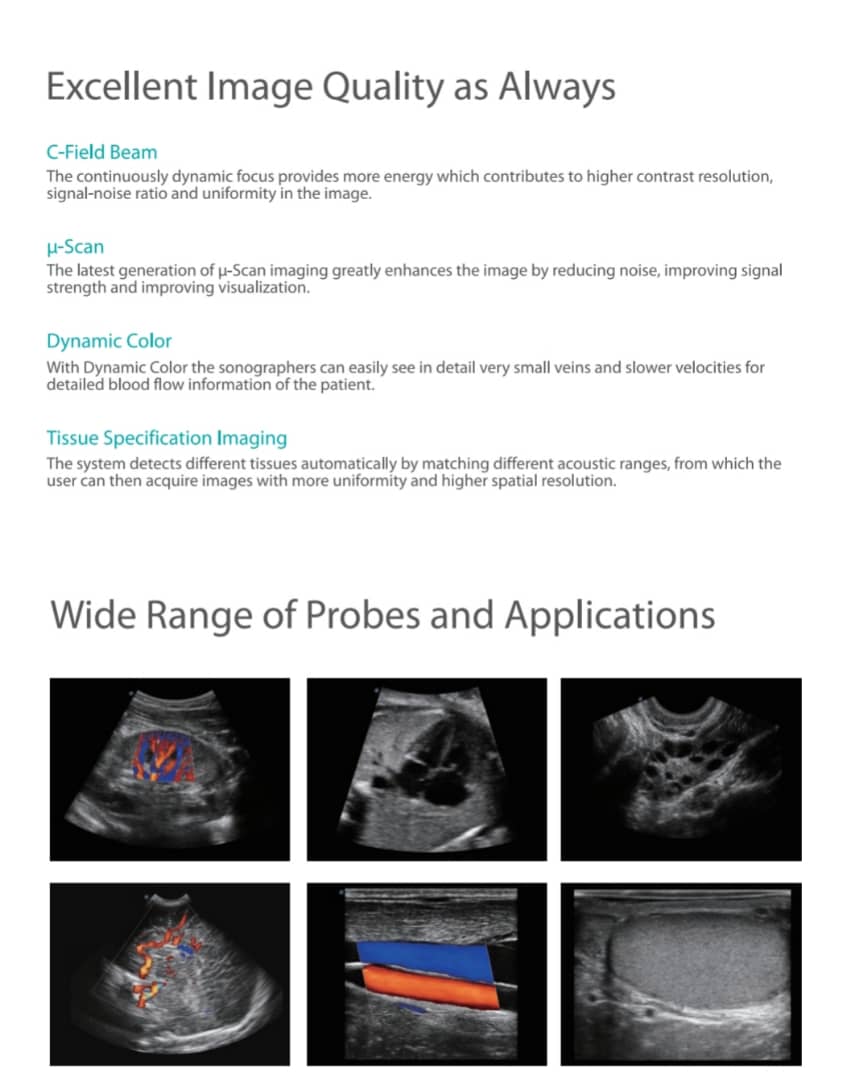 Excellent Image Quality as Always
C-Field Beam
The continuously dynamic focus provides more energy which contributes to higher contrast resolution,
signal-noise ratio and uniformity in the image.
μ-Scan
The latest generation of μ-Scan imaging greatly enhances the image by reducing noise, improving signal
strength and improving visualization.
Dynamic Color
With Dynamic Color the sonographers can easily see in detail very small veins and slower velocities for
detailed blood flow information of the patient.
Tissue Specification Imaging
The system detects different tissues automatically by matching different acoustic ranges, from which the
user can then acquire images with more uniformity and higher spatial resolution.
Wide Range of Probes and Applications